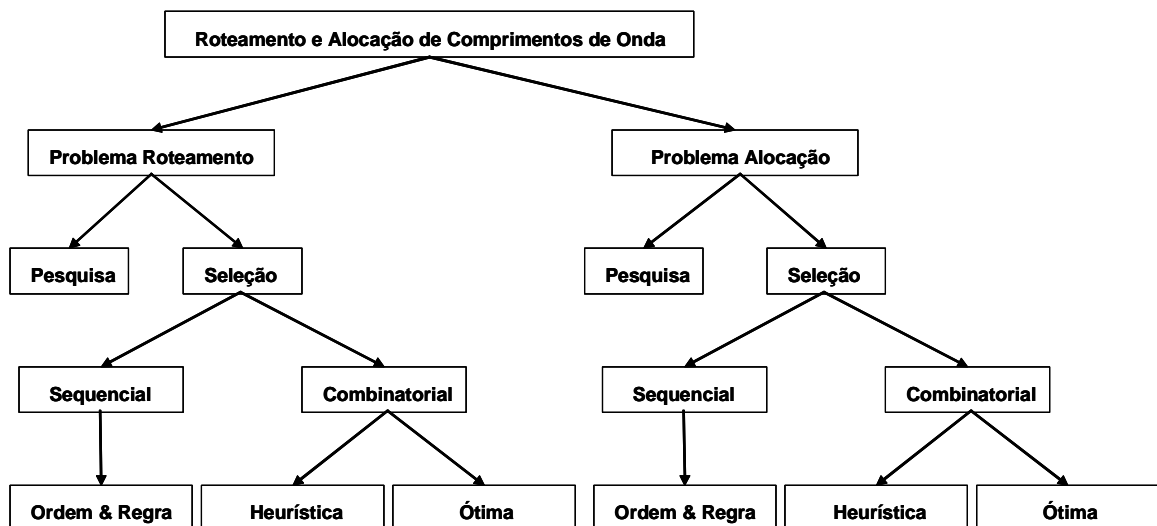 Roteamento e Alocação de Comprimentos de Onda
Problema Roteamento
Problema Alocação
Pesquisa
Seleção
Pesquisa
Seleção
Sequencial
Combinatorial
Sequencial
Combinatorial
Ordem & Regra
Heurística
Ótima
Ordem & Regra
Heurística
Ótima